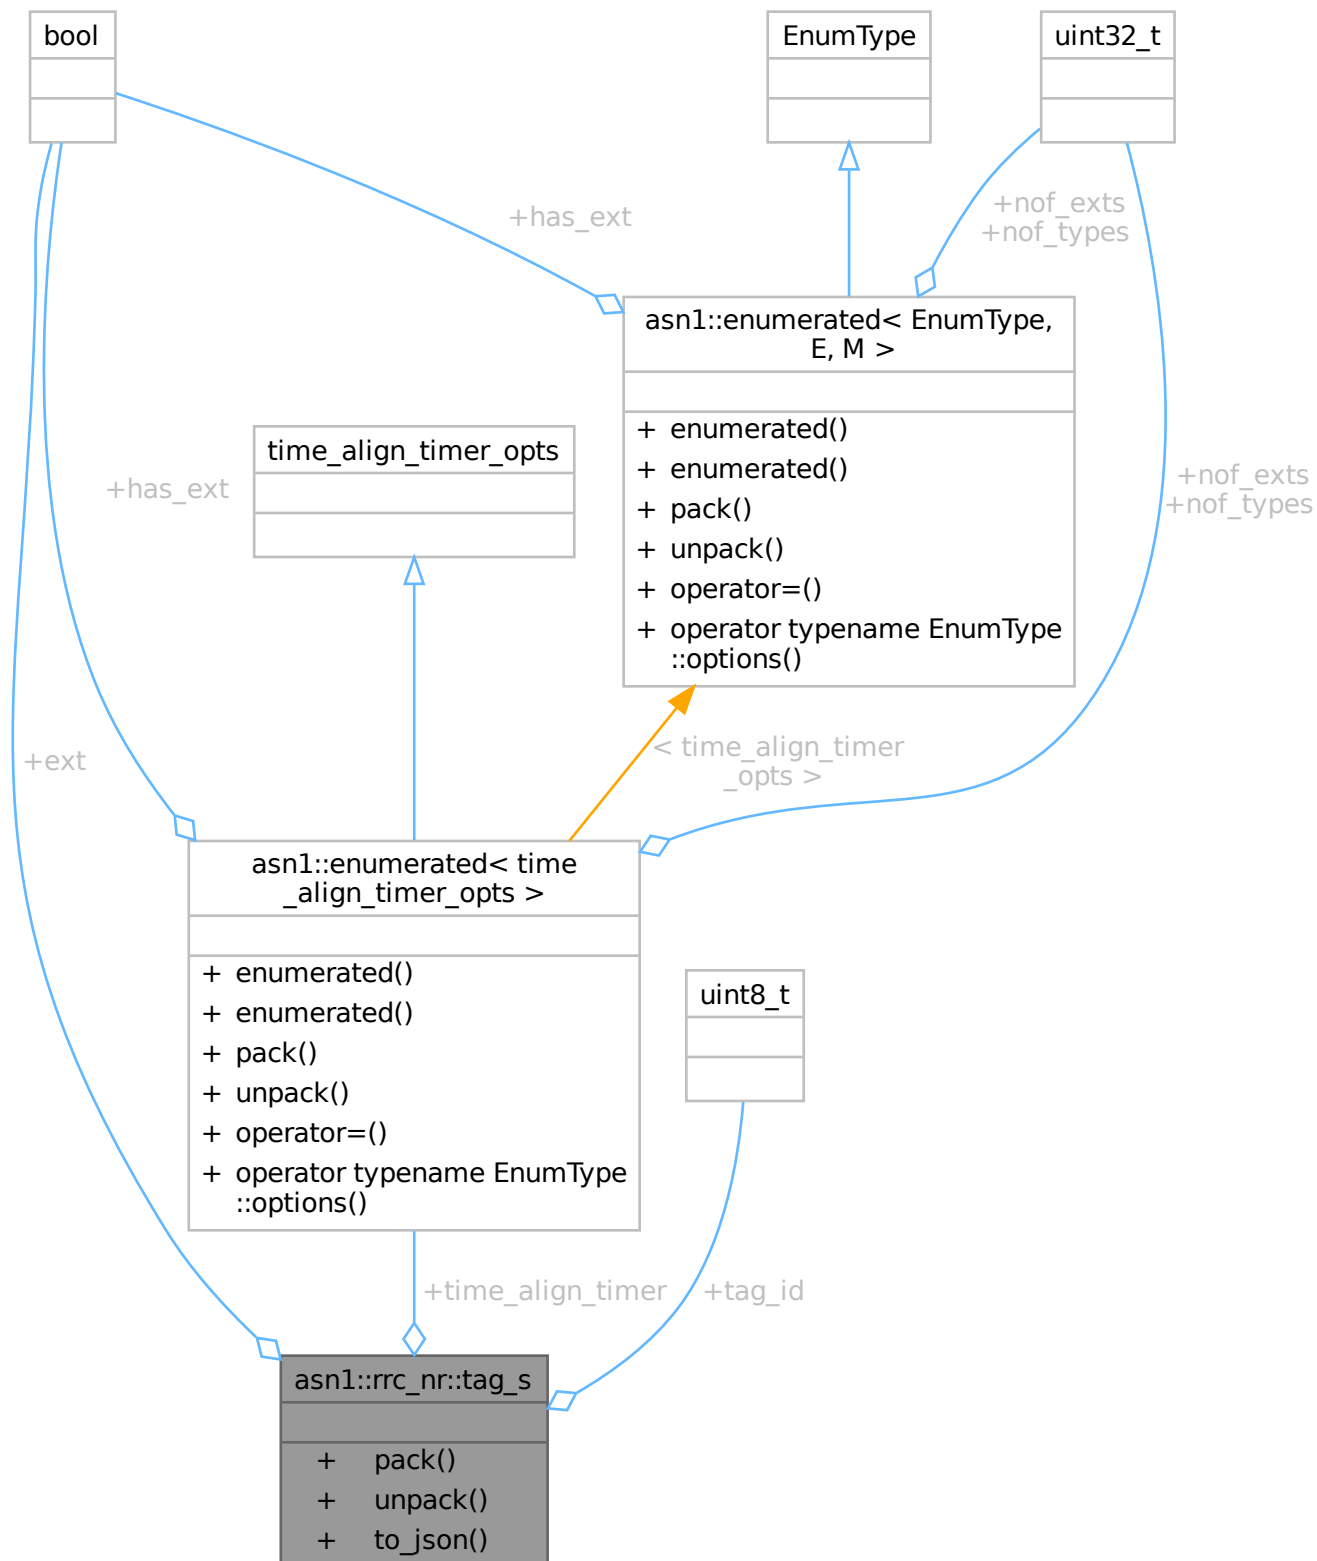 bool
EnumType
uint32_t
+has_ext
+nof_exts
+nof_types
asn1::enumerated< EnumType,
E, M >
+ enumerated()
+ enumerated()
+ pack()
+ unpack()
+ operator=()
+ operator typename EnumType
::options()
time_align_timer_opts
+has_ext
+nof_exts
+nof_types
+ext
< time_align_timer
_opts >
asn1::enumerated< time
_align_timer_opts >
+ enumerated()
+ enumerated()
+ pack()
+ unpack()
+ operator=()
+ operator typename EnumType
::options()
uint8_t
+time_align_timer
+tag_id
asn1::rrc_nr::tag_s
+ pack()
+ unpack()
+ to_json()